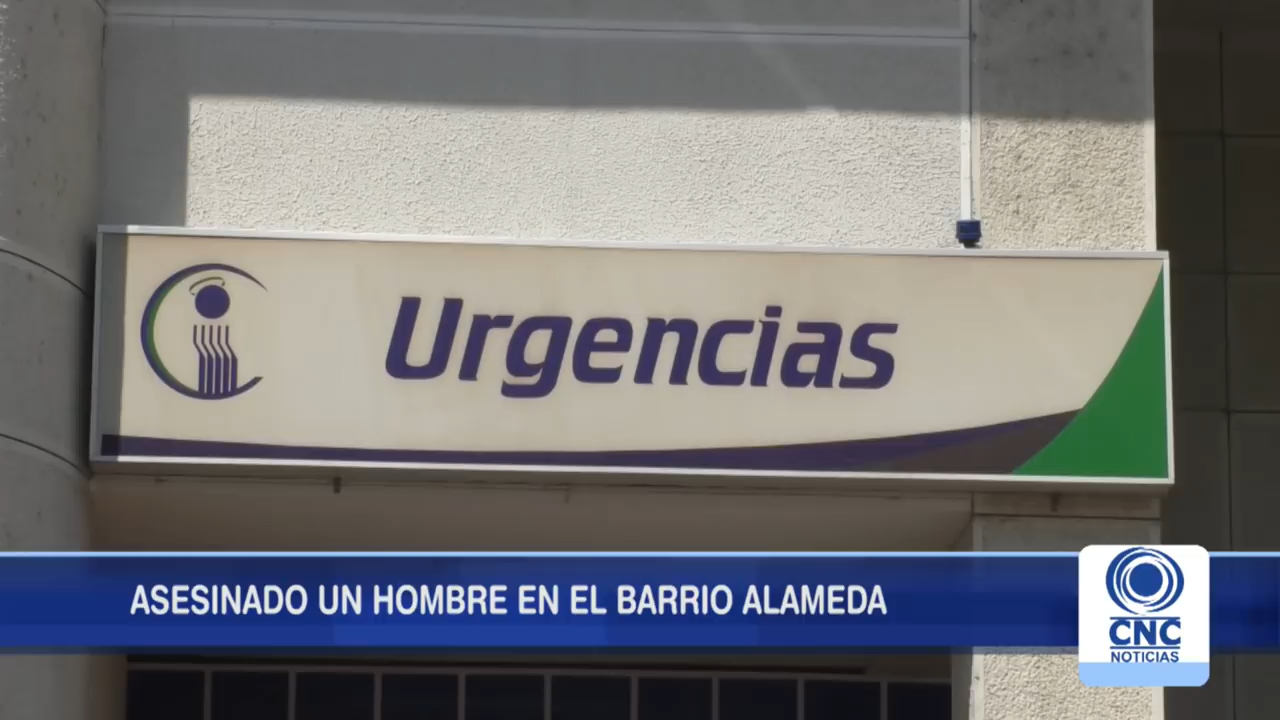 Urgencias
ASESINADO UN HOMBRE EN EL BARRIO ALAMEDA
CNC
NOTICIAS